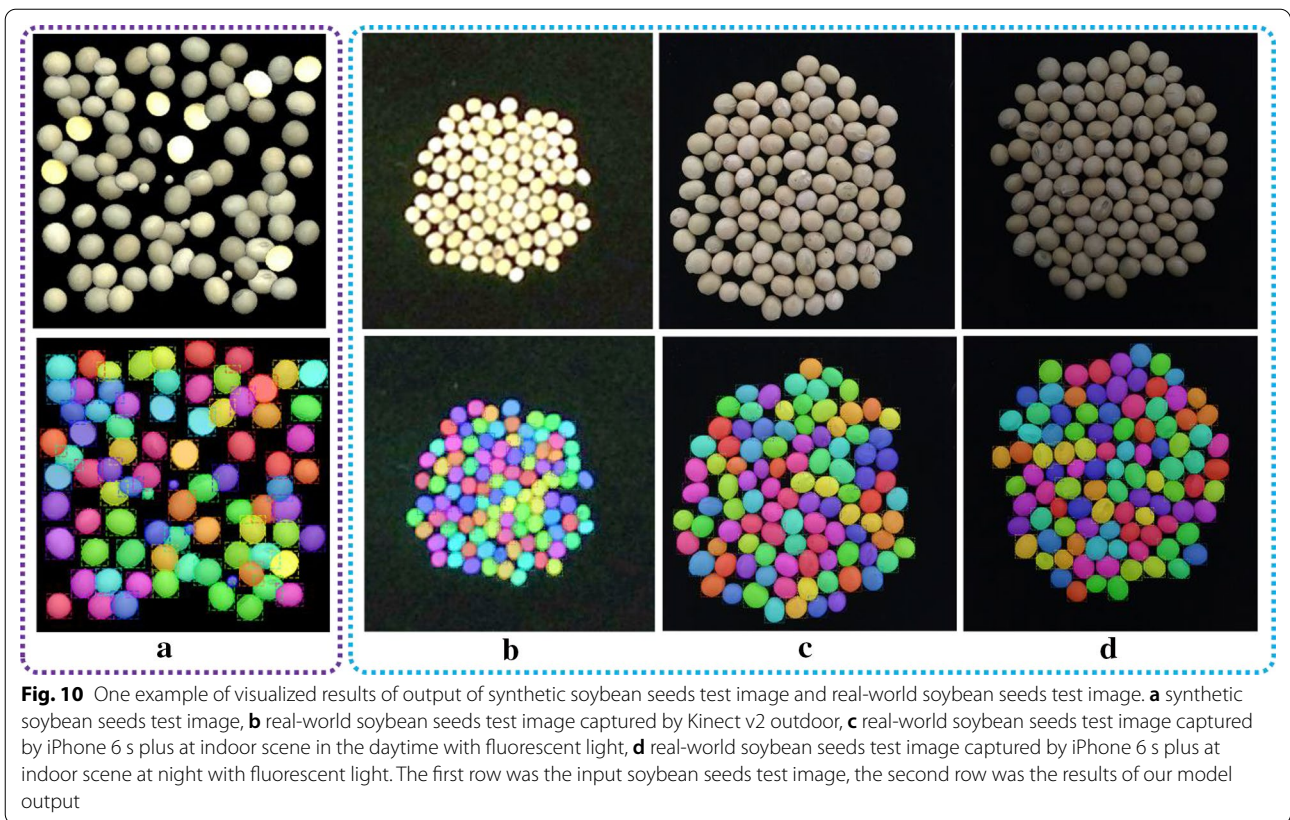 a
b
c
d
Fig. 10 One example of visualized results of output of synthetic soybean seeds test image and real-world soybean seeds test image. a synthetic
soybean seeds test image, b real-world soybean seeds test image captured by Kinect v2 outdoor, c real-world soybean seeds test image captured
by iPhone 6 s plus at indoor scene in the daytime with fluorescent light, d real-world soybean seeds test image captured by iPhone 6 s plus at
indoor scene at night with fluorescent light. The first row was the input soybean seeds test image, the second row was the results of our model
output